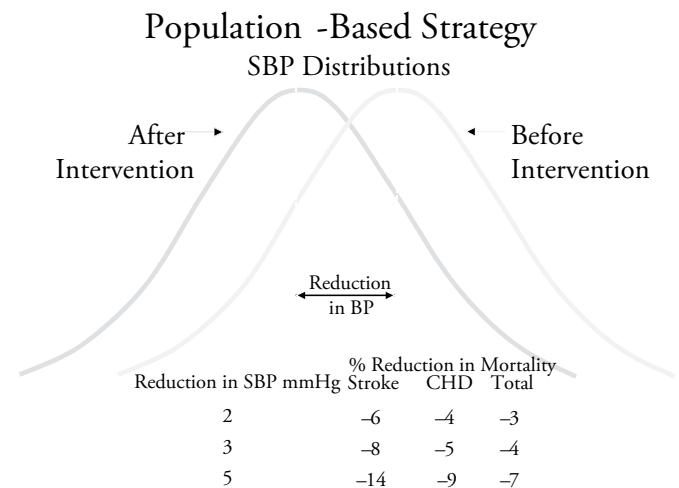 Population -Based Strategy
SBP Distributions
After
Intervention
Before
Intervention
Reduction
in BP
% Reduction in Mortality
Reduction in SBP mmHg Stroke CHD Total
2 –6 –4 –3
3 –8 –5 –4
5 –14 –9 –7